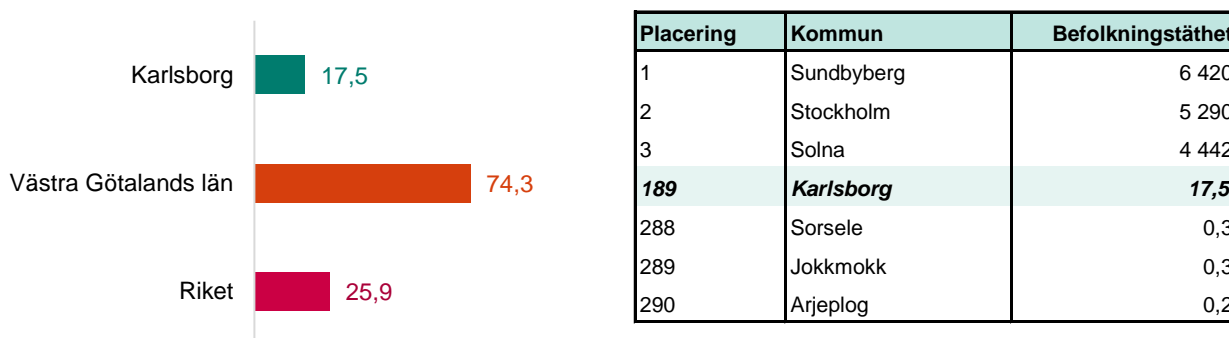 Karlsborg 17,5
Västra Götalands län 74,3
Riket 25,9
Placering Kommun Befolkningstäthet
1 Sundbyberg 6 420
2 Stockholm 5 290
3 Solna 4 442
189 Karlsborg 17,5
288 Sorsele 0,3
289 Jokkmokk 0,3
290 Arjeplog 0,2